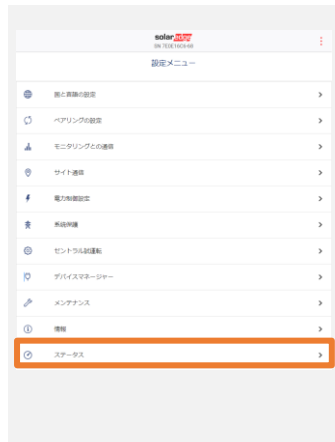 solaredge
設定メニュー
国と言語の設定
ペアリングの設定
モニタリングとの通信
サイト通信
電力制御設定
系統保護
セントラル試運転
デバイスマネージャー
メンテナンス
情報
ステータス